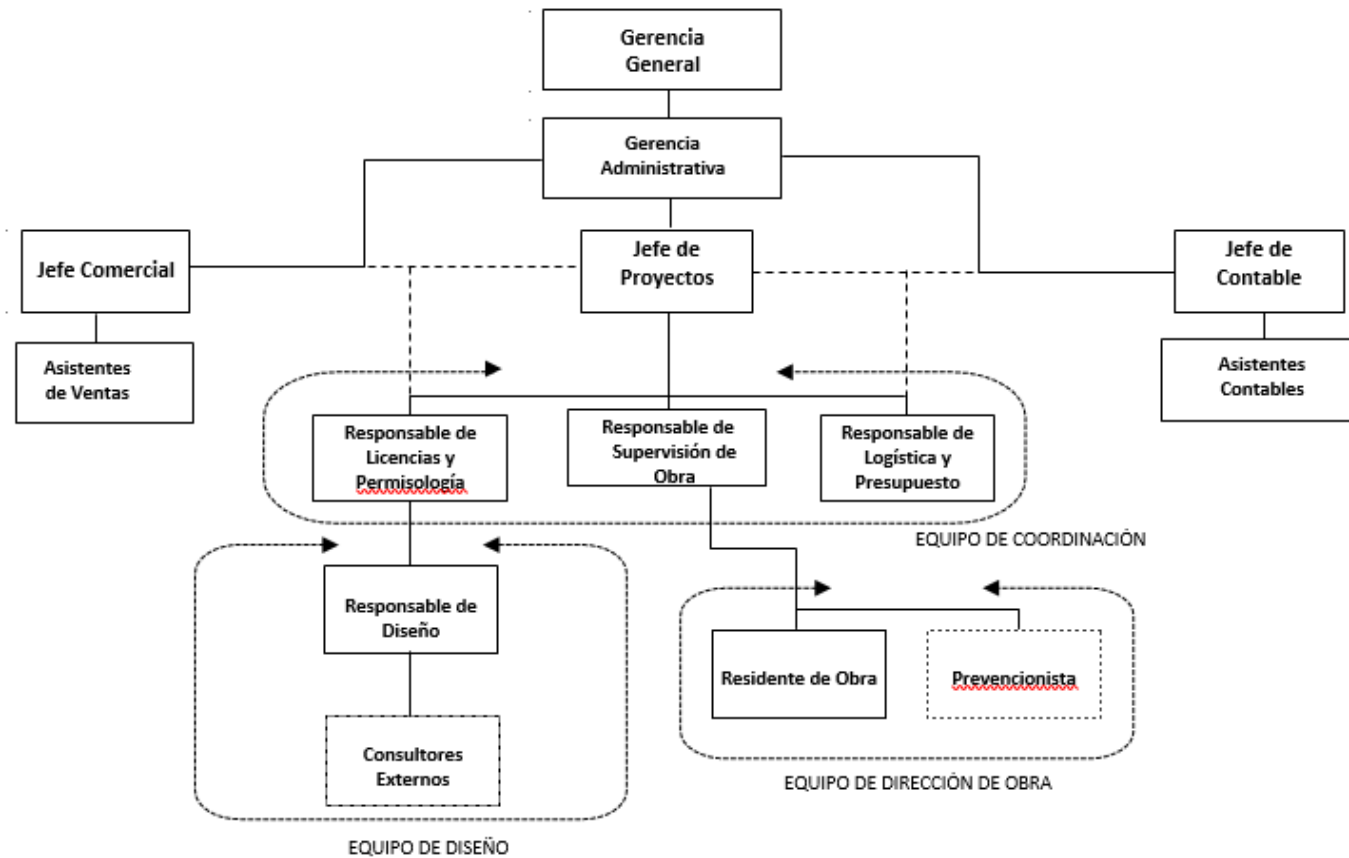 Gerencia
General
Gerencia
Administrativa
Jefe Comercial
Jefe de
Proyectos
Jefe de
Contable
Asistentes
de Ventas
Asistentes
Contables
Responsable de
Licencias y
Permisología
Responsable de
Supervisión de
Obra
Responsable de
Logística y
Presupuesto
EQUIPO DE COORDINACIÓN
Responsable de
Diseño
Residente de Obra
Prevencionista
Consultores
Externos
EQUIPO DE DIRECCIÓN DE OBRA
EQUIPO DE DISEÑO